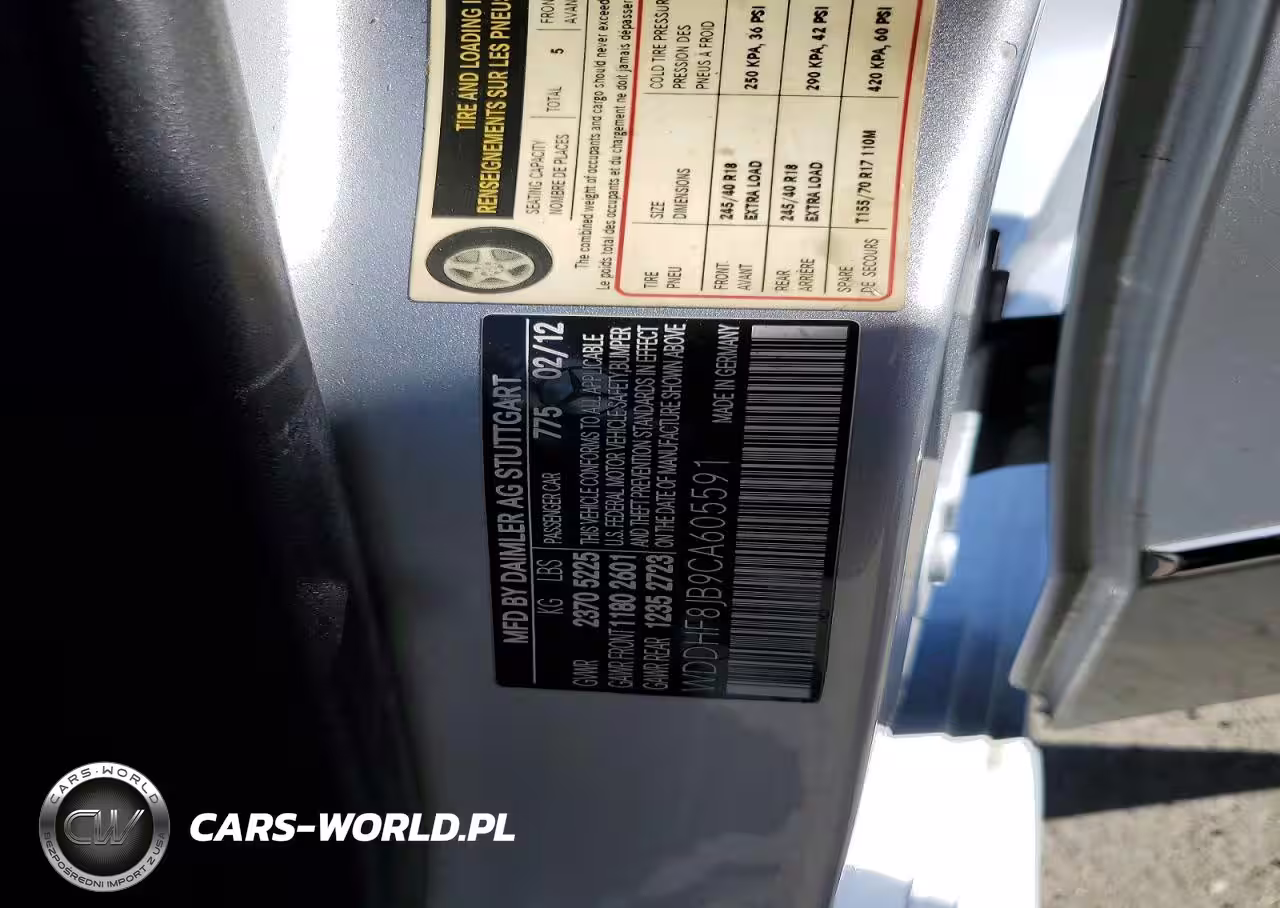 TIRE AND LOADING I
RENSEIGNEMENTS SUR LES PNEUS
SEATING CAPACITY
NOMBRE DE PLACES
TOTAL 5
FRON
AVAN
The combined weight of occupants and cargo should never exceed
Le poids total des occupants et du chargement ne doit jamais dépasser
TIRE SIZE COLD TIRE PRESSUR
PNEU DIMENSIONS PRESSION DES
PNEUS À FROID
FRONT 245/40 R18 250 KPA, 36 PSI
AVANT EXTRA LOAD
REAR 245/40 R18 290 KPA, 42 PSI
ARRIÈRE EXTRA LOAD
SPARE T155/70 R17 110M 420 KPA, 60 PSI
DE SECOURS
MFD BY DAIMLER AG STUTTGART
KG LBS PASSENGER CAR 775 02/12
GVWR 2370 5225 THIS VEHICLE CONFORMS TO ALL APPLICABLE
GAWR FRONT 1180 2601 U.S. FEDERAL MOTOR VEHICLE SAFETY, BUMPER
AND THEFT PREVENTION STANDARDS IN EFFECT
GAWR REAR 1235 2723 ON THE DATE OF MANUFACTURE SHOWN ABOVE
WDDHF8JB9CA605591 MADE IN GERMANY
CARS-WORLD
CW
BEZPOŚREDNI IMPORT Z USA
CARS-WORLD.PL